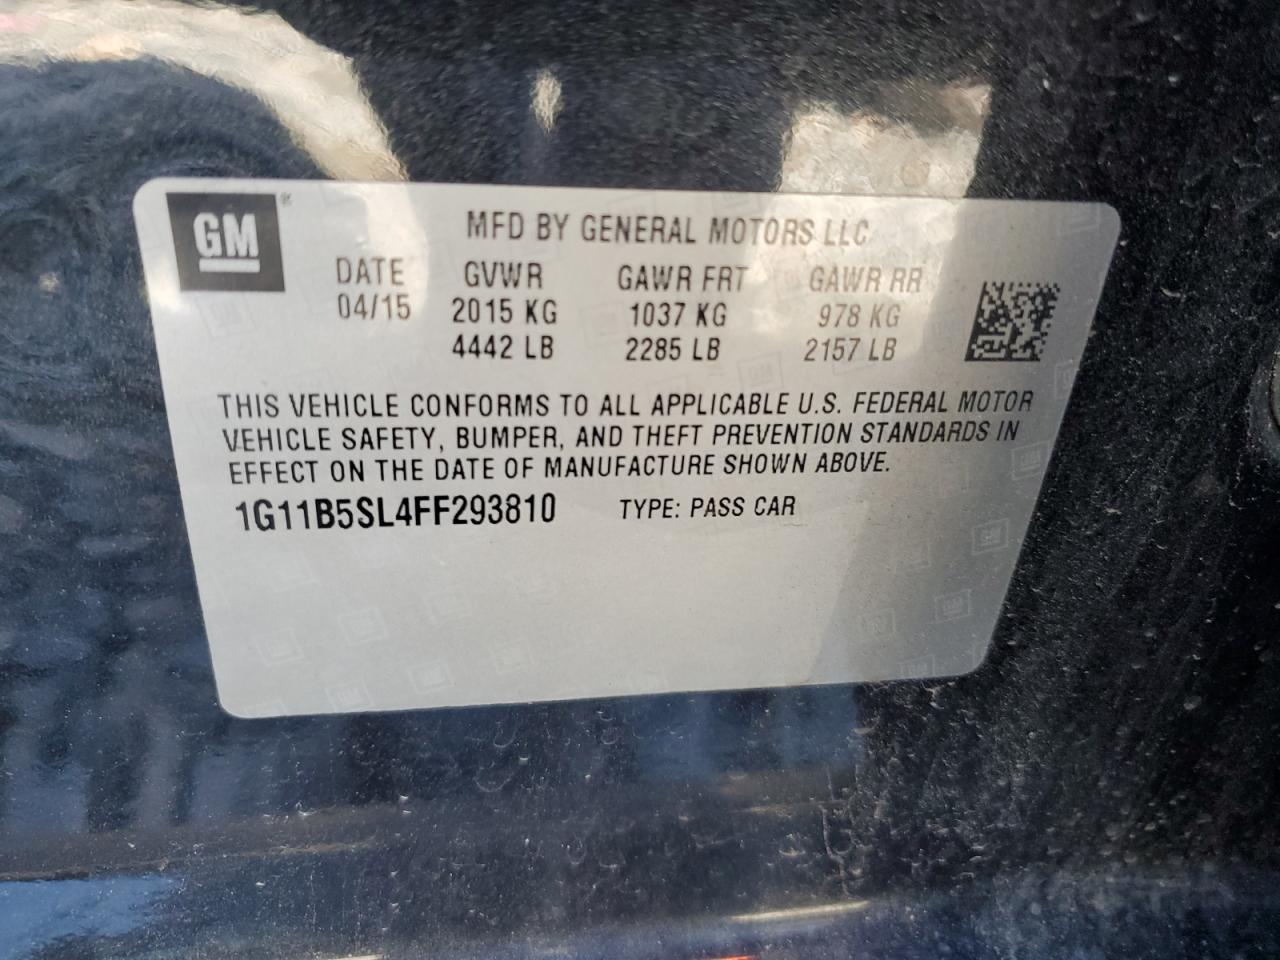 GM®
MFD BY GENERAL MOTORS LLC
DATE GVWR GAWR FRT GAWR RR
04/15 2015 KG 1037 KG 978 KG
4442 LB 2285 LB 2157 LB
THIS VEHICLE CONFORMS TO ALL APPLICABLE U.S. FEDERAL MOTOR
VEHICLE SAFETY, BUMPER, AND THEFT PREVENTION STANDARDS IN
EFFECT ON THE DATE OF MANUFACTURE SHOWN ABOVE.
1G11B5SL4FF293810 TYPE: PASS CAR